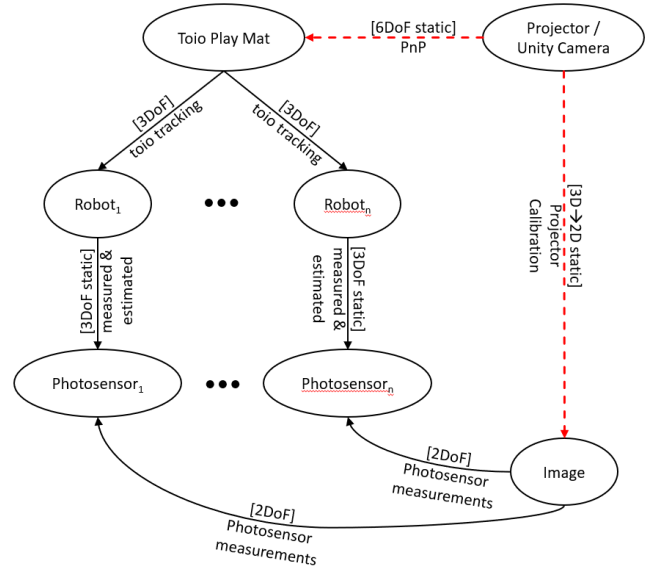 Toio Play Mat
[6DoF static]
PnP
Projector /
Unity Camera
[3DoF]
toio tracking
[3DoF]
toio tracking
Robot1
Robotn
[3D→2D static]
Projector
Calibration
[3DoF static]
measured &
estimated
[3DoF static]
measured &
estimated
Photosensor1
Photosensorn
[2DoF]
Photosensor
measurements
Image
[2DoF]
Photosensor
measurements